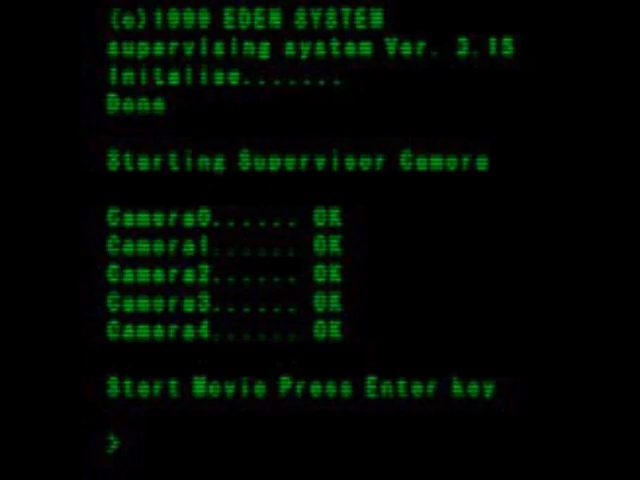 (c)1999 EDEN SYSTEM
supervising system Ver. 3.15
initalise.......
Done
Starting Supervisor Camera
Camera0...... OK
Camera1...... OK
Camera2...... OK
Camera3...... OK
Camera4...... OK
Start Movie Press Enter key
>